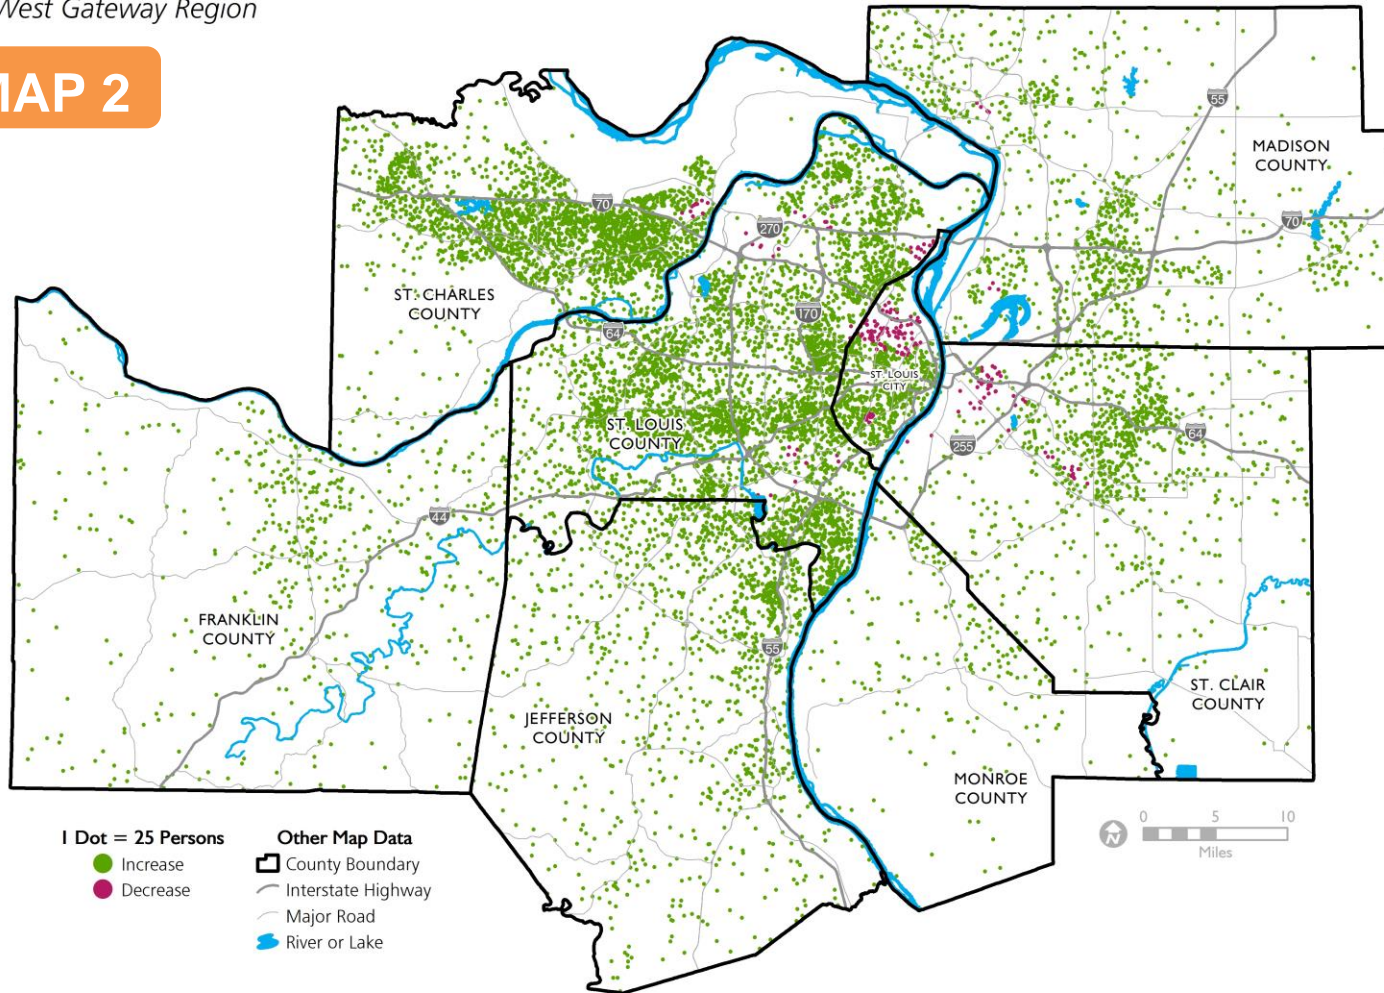 West Gateway Region
MAP 2
55
MADISON
COUNTY
70
70
270
ST. CHARLES
COUNTY
170
64
ST. LOUIS
CITY
ST. LOUIS
COUNTY
64
255
44
FRANKLIN
COUNTY
55
ST. CLAIR
COUNTY
JEFFERSON
COUNTY
MONROE
COUNTY
0 5 10
N
Miles
1 Dot = 25 Persons
Increase
Decrease
Other Map Data
County Boundary
Interstate Highway
Major Road
River or Lake